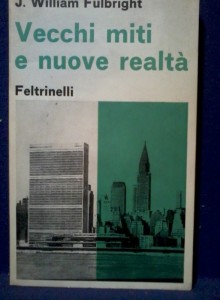 J. William Fulbright
Vecchi miti
e nuove realtà
Feltrinelli